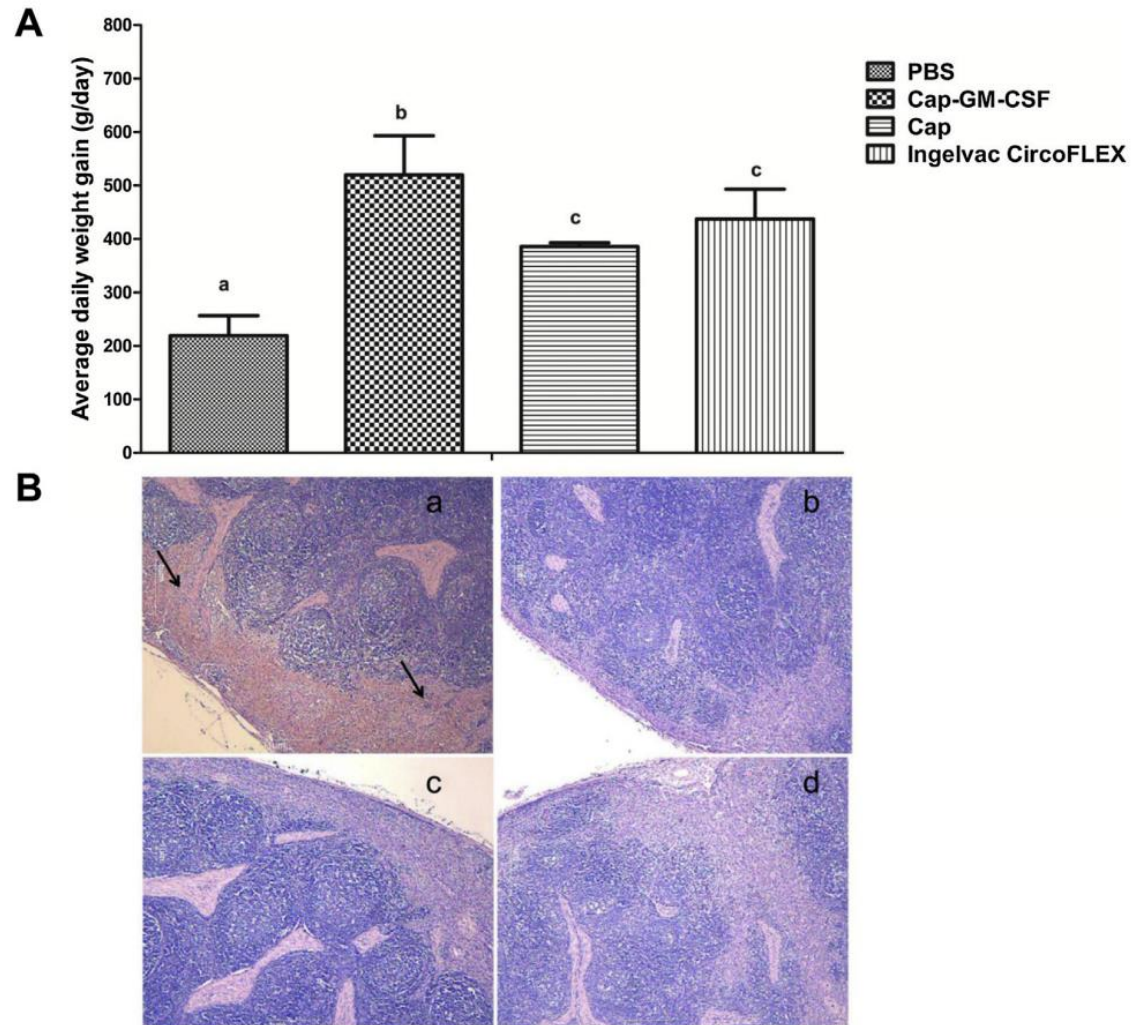 A
Average daily weight gain (g/day)
800
700
600
500
400
300
200
100
0
a
b
c
c
PBS
Cap-GM-CSF
Cap
Ingelvac CircoFLEX
B
a
b
c
d